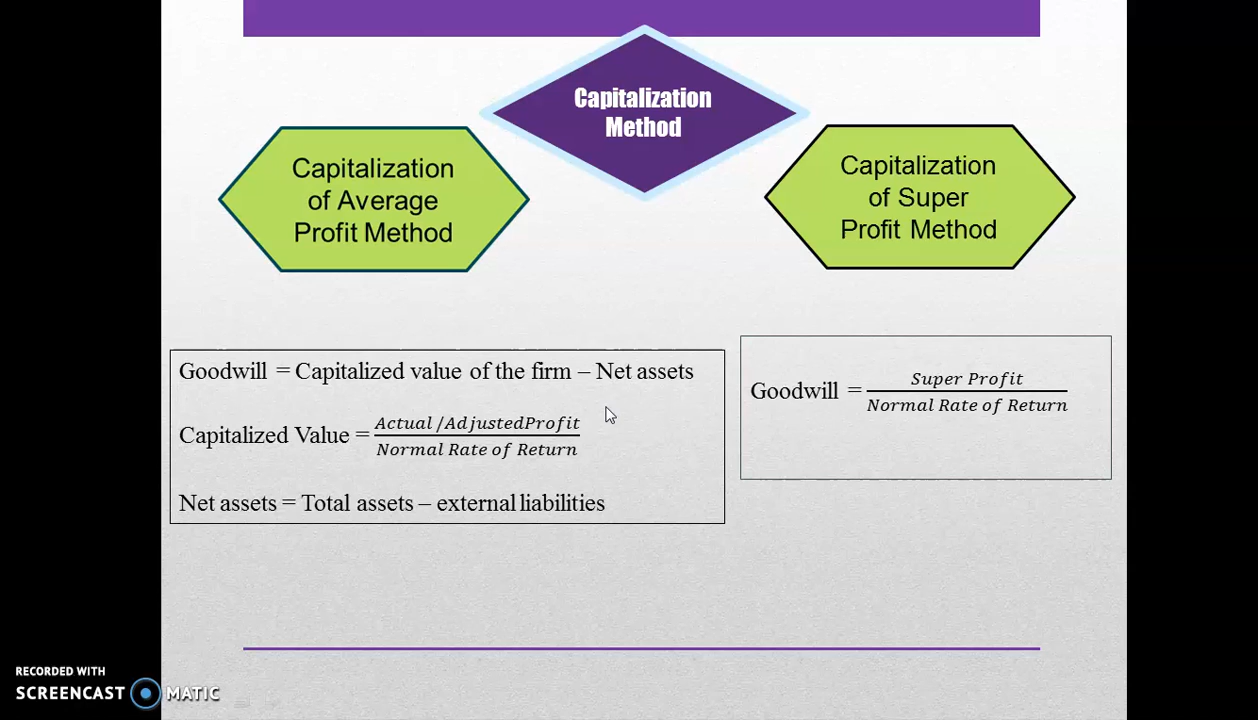 Capitalization
Method
Capitalization
of Average
Profit Method
Capitalization
of Super
Profit Method
Goodwill = Capitalized value of the firm – Net assets
Capitalized Value = Actual /AdjustedProfit
Normal Rate of Return
Net assets = Total assets – external liabilities
Goodwill = Super Profit
Normal Rate of Return
RECORDED WITH
SCREENCAST MATIC